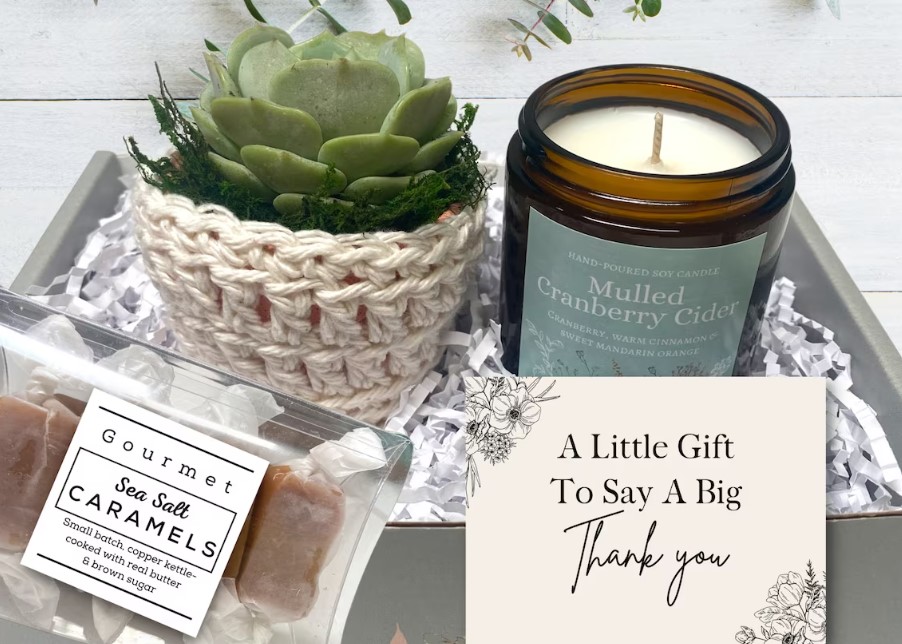 HAND-POURED SOY CANDLE
Mulled
Cranberry Cider
CRANBERRY, WARM CINNAMON &
SWEET MANDARIN ORANGE
Gourmet
Sea Salt
CARAMELS
Small batch, copper kettle-
cooked with real butter
& brown sugar
A Little Gift
To Say A Big
Thank you